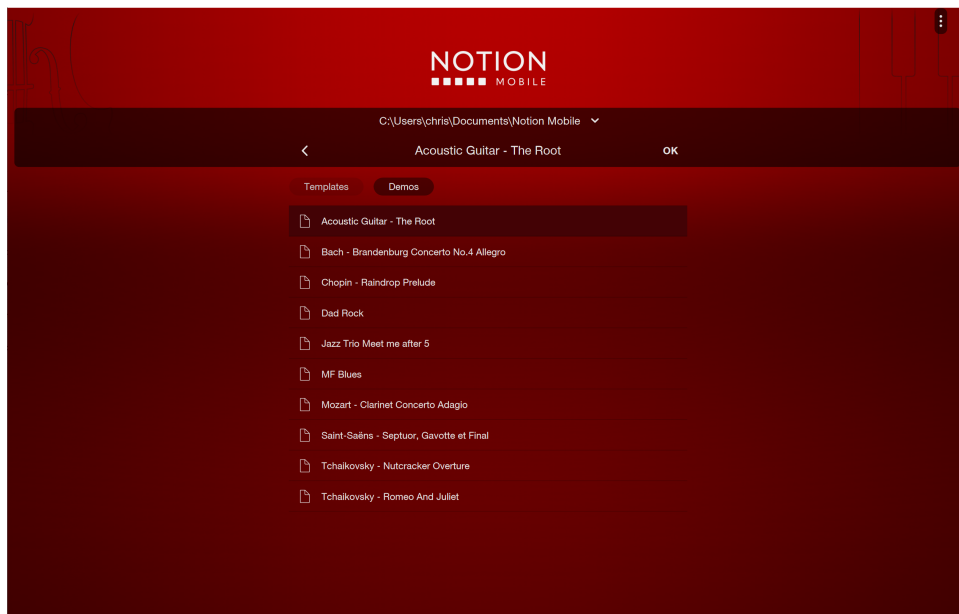 NOTION
MOBILE
C:\Users\chris\Documents\Notion Mobile
Acoustic Guitar - The Root OK
Templates Demos
Acoustic Guitar - The Root
Bach - Brandenburg Concerto No.4 Allegro
Chopin - Raindrop Prelude
Dad Rock
Jazz Trio Meet me after 5
MF Blues
Mozart - Clarinet Concerto Adagio
Saint-Saëns - Septuor, Gavotte et Final
Tchaikovsky - Nutcracker Overture
Tchaikovsky - Romeo And Juliet